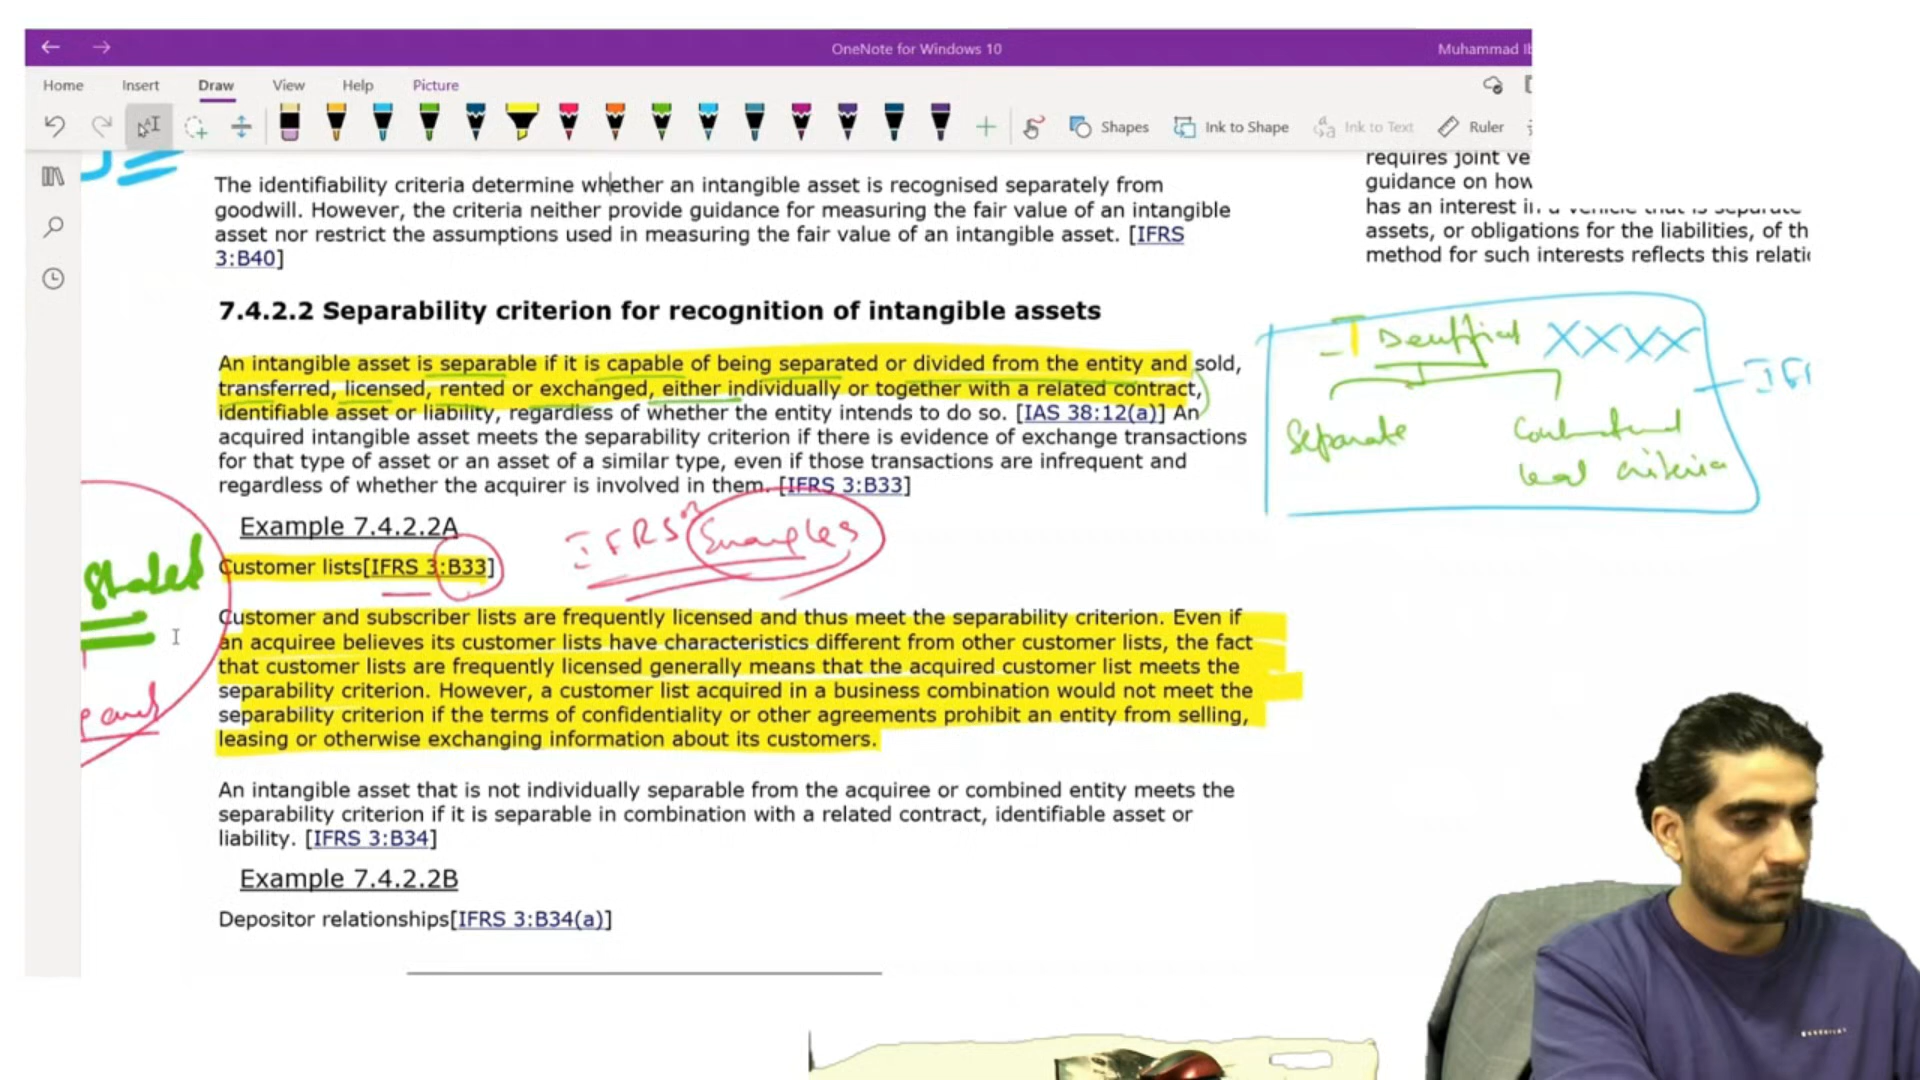 OneNote for Windows 10
Muhammad
Home Insert Draw View Help Picture
Shapes Ink to Shape Ink to Text Ruler
The identifiability criteria determine whether an intangible asset is recognised separately from
goodwill. However, the criteria neither provide guidance for measuring the fair value of an intangible
asset nor restrict the assumptions used in measuring the fair value of an intangible asset. [IFRS
3:B40]
7.4.2.2 Separability criterion for recognition of intangible assets
An intangible asset is separable if it is capable of being separated or divided from the entity and sold,
transferred, licensed, rented or exchanged, either individually or together with a related contract,
identifiable asset or liability, regardless of whether the entity intends to do so. [IAS 38:12(a)] An
acquired intangible asset meets the separability criterion if there is evidence of exchange transactions
for that type of asset or an asset of a similar type, even if those transactions are infrequent and
regardless of whether the acquirer is involved in them. [IFRS 3:B33]
Example 7.4.2.2A
IFRS Examples
Customer lists[IFRS 3:B33]
Customer and subscriber lists are frequently licensed and thus meet the separability criterion. Even if
an acquiree believes its customer lists have characteristics different from other customer lists, the fact
that customer lists are frequently licensed generally means that the acquired customer list meets the
separability criterion. However, a customer list acquired in a business combination would not meet the
separability criterion if the terms of confidentiality or other agreements prohibit an entity from selling,
leasing or otherwise exchanging information about its customers.
An intangible asset that is not individually separable from the acquiree or combined entity meets the
separability criterion if it is separable in combination with a related contract, identifiable asset or
liability. [IFRS 3:B34]
Example 7.4.2.2B
Depositor relationships[IFRS 3:B34(a)]
requires joint ve
guidance on how
has an interest in a vehicle that is separate
assets, or obligations for the liabilities, of th
method for such interests reflects this relati
XXXX
Separate
criteria